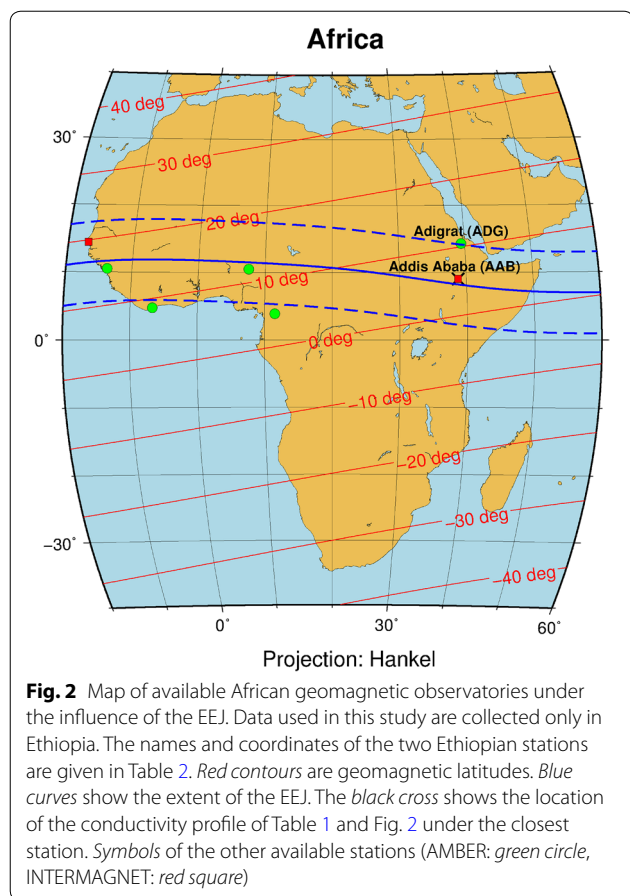 Africa
40 deg
30 deg
20 deg
10 deg
0 deg
−10 deg
−20 deg
−30 deg
−40 deg
Adigrat (ADG)
Addis Ababa (AAB)
30˚
0˚
−30˚
0˚ 30˚ 60˚
Projection: Hankel
Fig. 2 Map of available African geomagnetic observatories under
the influence of the EEJ. Data used in this study are collected only in
Ethiopia. The names and coordinates of the two Ethiopian stations
are given in Table 2. Red contours are geomagnetic latitudes. Blue
curves show the extent of the EEJ. The black cross shows the location
of the conductivity profile of Table 1 and Fig. 2 under the closest
station. Symbols of the other available stations (AMBER: green circle,
INTERMAGNET: red square)